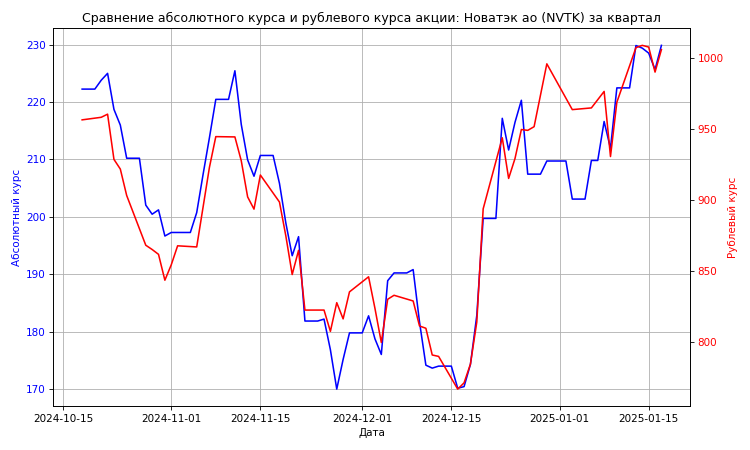 Сравнение абсолютного курса и рублевого курса акции: Новатэк ао (NVTK) за квартал
230
220
210
200
190
180
170
Абсолютный курс
1000
950
900
850
800
Рублевый курс
2024-10-15 2024-11-01 2024-11-15 2024-12-01 2024-12-15 2025-01-01 2025-01-15
Дата